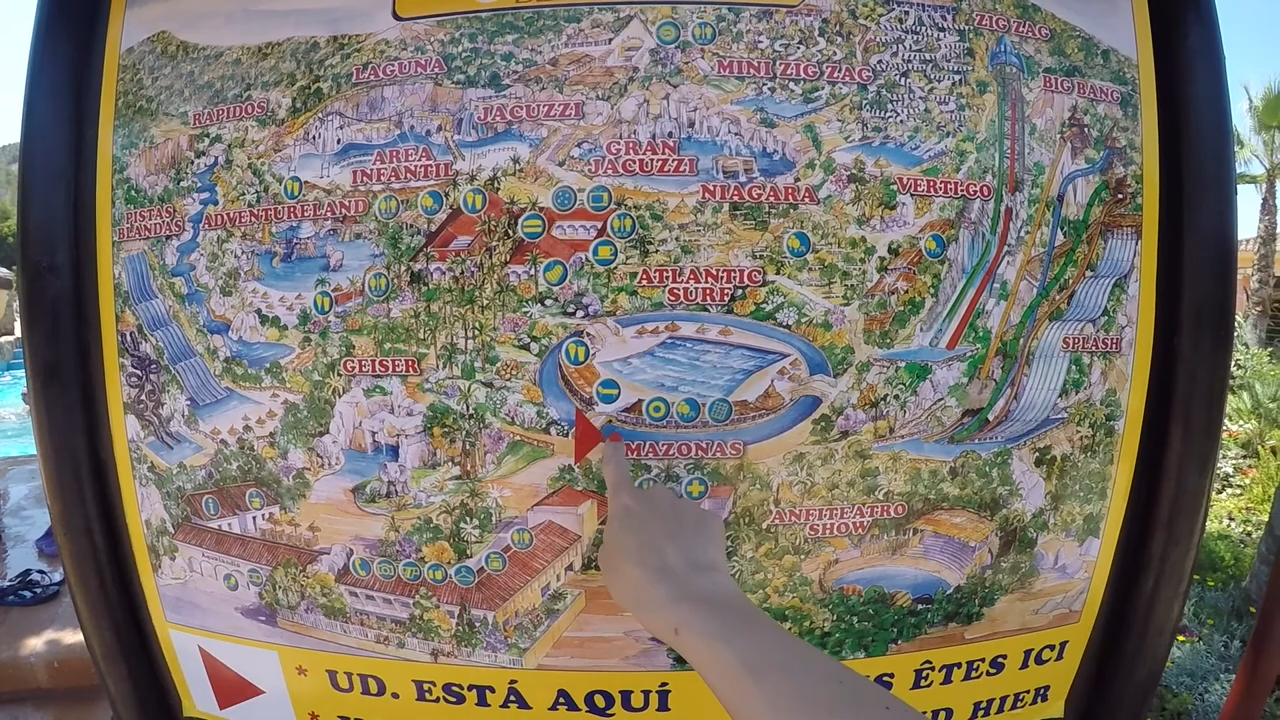 ZIG ZAG
LAGUNA
MINI ZIG ZAG
BIG BANG
RAPIDOS
JACUZZI
GRAN
JACUZZI
AREA
INFANTIL
NIAGARA
VERTI-GO
PISTAS
BLANDAS
ADVENTURELAND
ATLANTIC
SURF
SPLASH
GEISER
MAZONAS
ANFITEATRO
SHOW
* UD. ESTÁ AQUÍ
S ÊTES ICI
D HIER